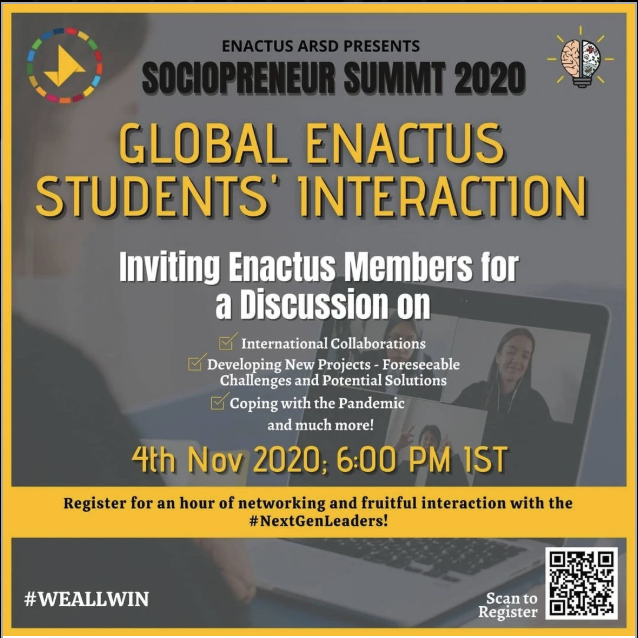 ENACTUS ARSD PRESENTS
SOCIOPRENEUR SUMMT 2020
GLOBAL ENACTUS
STUDENTS' INTERACTION
Inviting Enactus Members for
a Discussion on
International Collaborations
Developing New Projects - Foreseeable
Challenges and Potential Solutions
Coping with the Pandemic
and much more!
4th Nov 2020; 6:00 PM IST
Register for an hour of networking and fruitful interaction with the
#NextGenLeaders!
#WEALLWIN
Scan to
Register